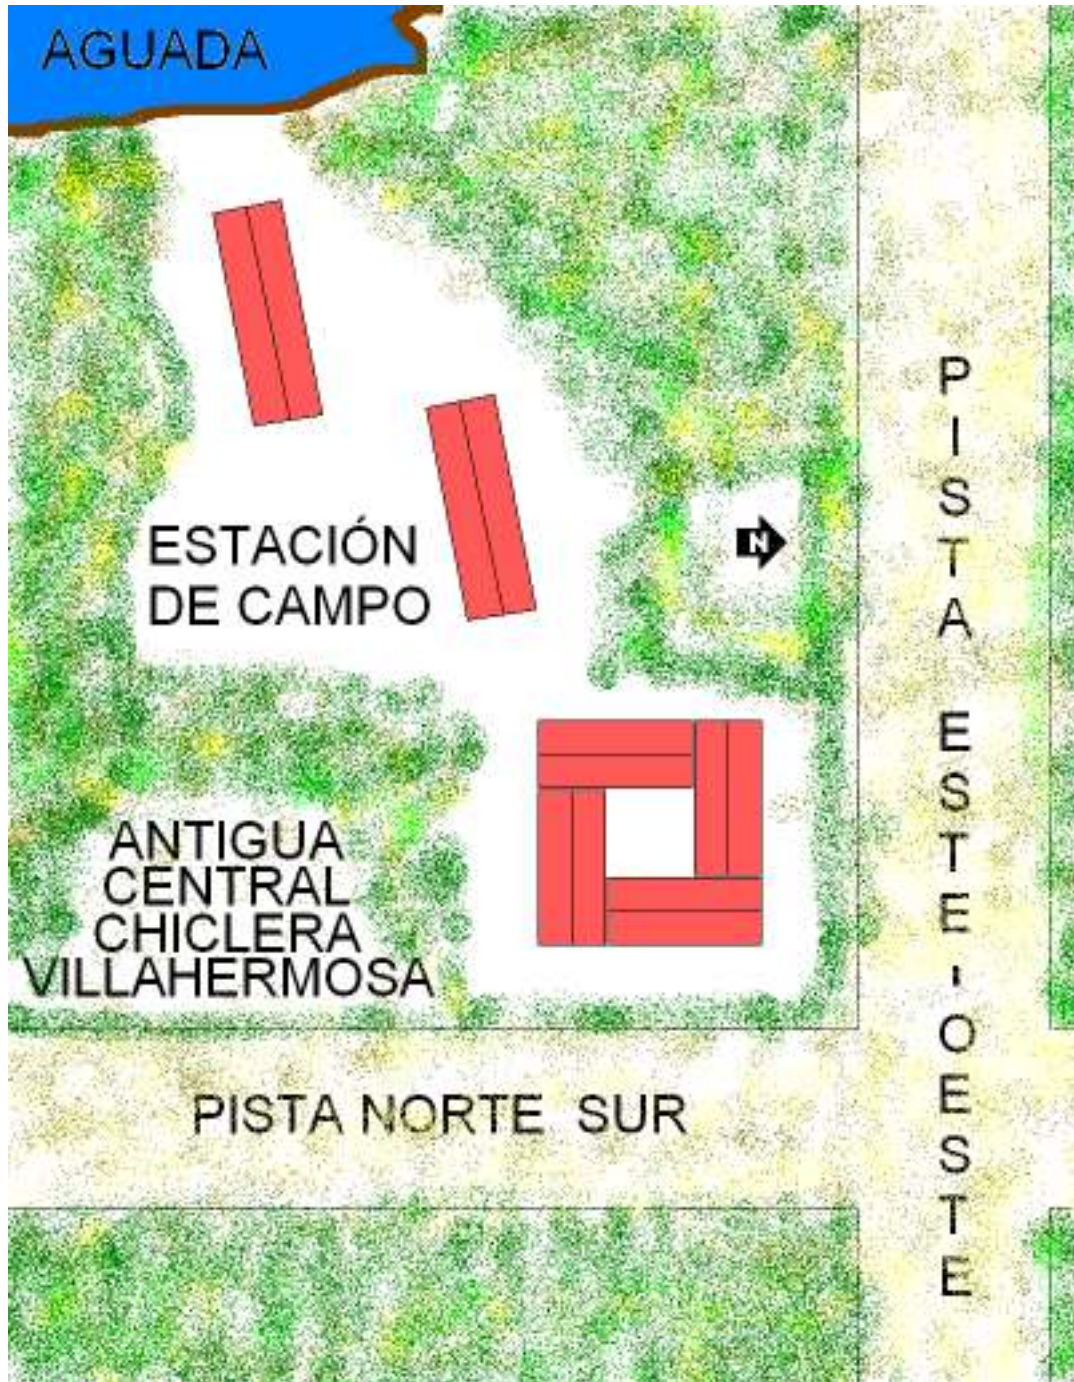 AGUADA
ESTACIÓN
DE CAMPO
N
ANTIGUA
CENTRAL
CHICLERA
VILLAHERMOSA
PISTA NORTE SUR
PISTA ESTE-OESTE